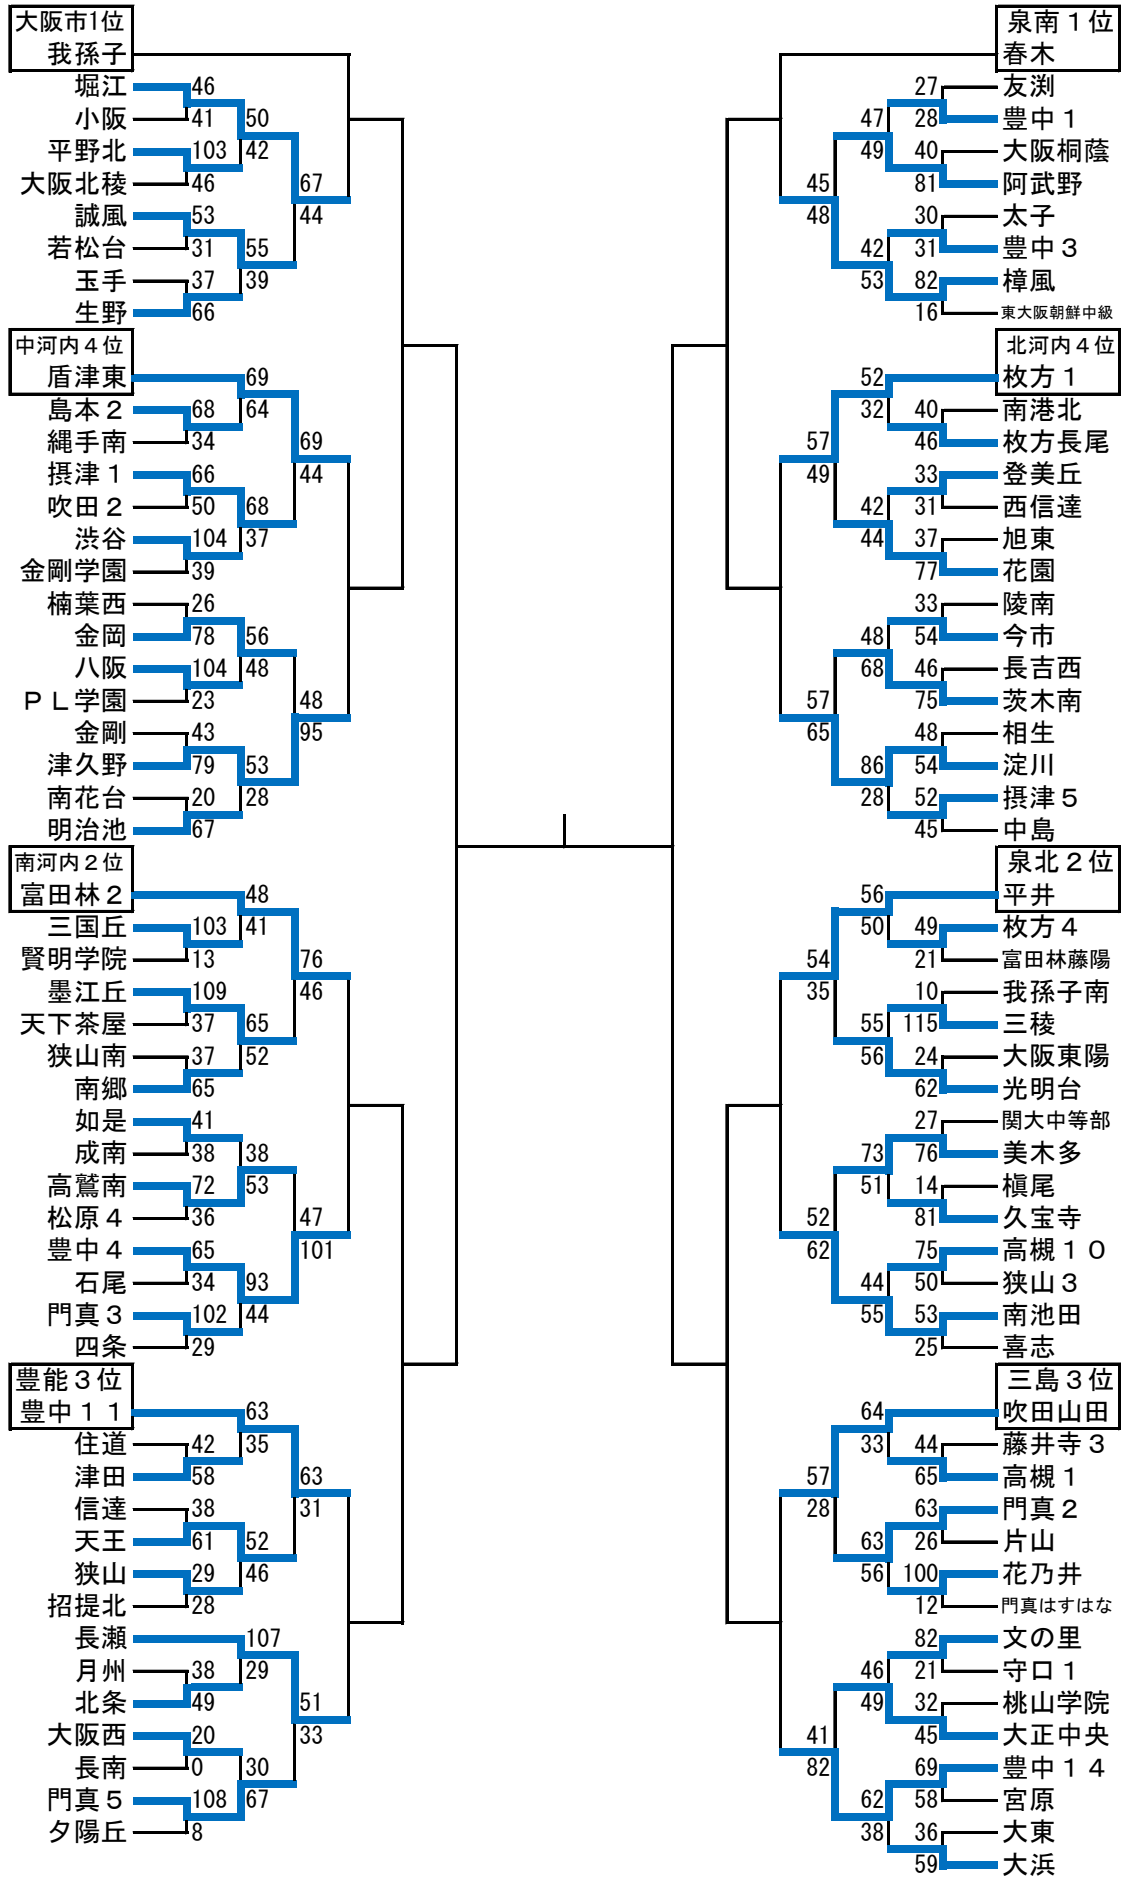 大阪市1位
我孫子
堀江 46
小阪 41 50
平野北 103 42
大阪北稜 46 67
誠風 53 44
若松台 31 55
玉手 37 39
生野 66
中河内4位
盾津東 69
島本2 68 64
縄手南 34 69
摂津1 66 44
吹田2 50 68
渋谷 104 37
金剛学園 39
楠葉西 26
金岡 78 56
八阪 104 48
PL学園 23 48
金剛 43 95
津久野 79 53
南花台 20 28
明治池 67
南河内2位
富田林2 48
三国丘 103 41
賢明学院 13 76
墨江丘 109 46
天下茶屋 37 65
狭山南 37 52
南郷 65
如是 41
成南 38 38
高鷲南 72 53
松原4 36 47
豊中4 65 101
石尾 34 93
門真3 102 44
四条 29
豊能3位
豊中11 63
住道 42 35
津田 58 63
信達 38 31
天王 61 52
狭山 29 46
招提北 28
長瀬 107
月州 38 29
北条 49 51
大阪西 20 33
長南 0 30
門真5 108 67
夕陽丘 8
泉南1位
春木
27 友渕
47 28 豊中1
49 40 大阪桐蔭
45 81 阿武野
48 30 太子
42 31 豊中3
53 82 樟風
16 東大阪朝鮮中級
北河内4位
52 枚方1
32 40 南港北
57 46 枚方長尾
49 33 登美丘
42 31 西信達
44 37 旭東
77 花園
33 陵南
48 54 今市
68 46 長吉西
57 75 茨木南
65 48 相生
86 54 淀川
28 52 摂津5
45 中島
泉北2位
56 平井
50 49 枚方4
54 21 富田林藤陽
35 10 我孫子南
55 115 三稜
56 24 大阪東陽
62 光明台
27 関大中等部
73 76 美木多
51 14 槇尾
52 81 久宝寺
62 75 高槻10
44 50 狭山3
55 53 南池田
25 喜志
三島3位
64 吹田山田
33 44 藤井寺3
57 65 高槻1
28 63 門真2
63 26 片山
56 100 花乃井
12 門真はすはな
82 文の里
46 21 守口1
49 32 桃山学院
41 45 大正中央
82 69 豊中14
62 58 宮原
38 36 大東
59 大浜